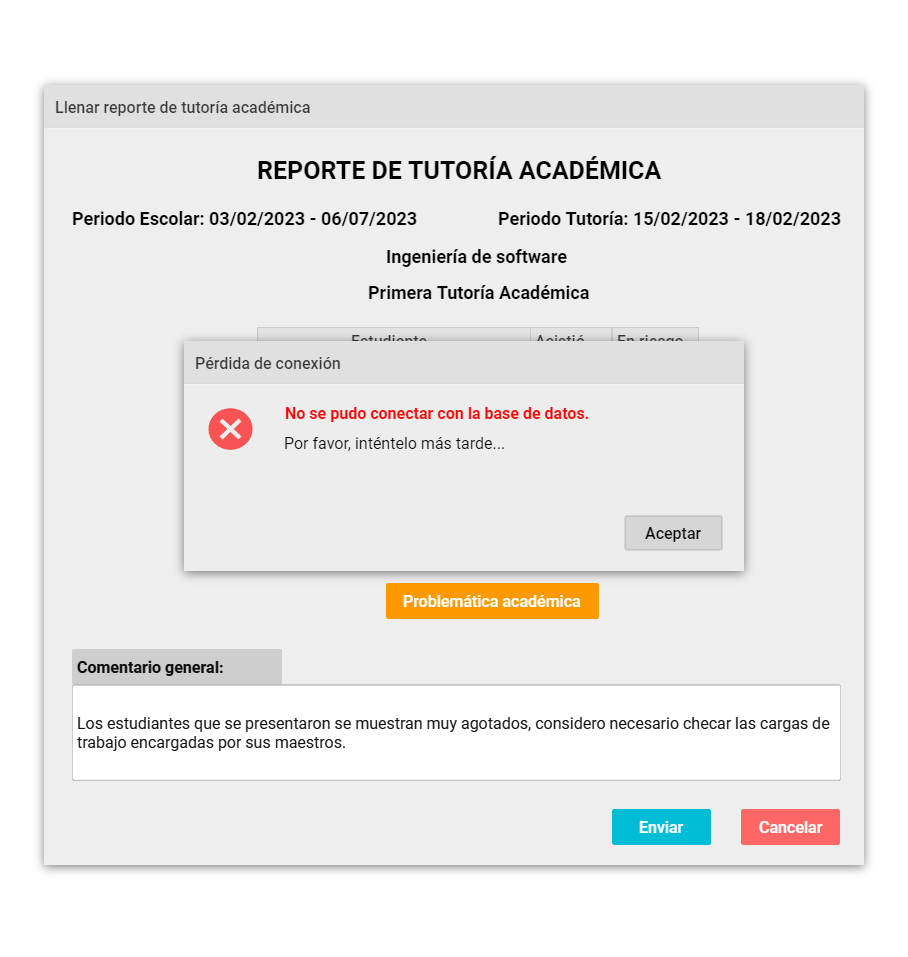 Llenar reporte de tutoría académica
REPORTE DE TUTORÍA ACADÉMICA
Periodo Escolar: 03/02/2023 - 06/07/2023 Periodo Tutoría: 15/02/2023 - 18/02/2023
Ingeniería de software
Primera Tutoría Académica
Estudiante Asistió En riesgo
Pérdida de conexión
No se pudo conectar con la base de datos.
Por favor, inténtelo más tarde...
Aceptar
Problemática académica
Comentario general:
Los estudiantes que se presentaron se muestran muy agotados, considero necesario checar las cargas de
trabajo encargadas por sus maestros.
Enviar Cancelar